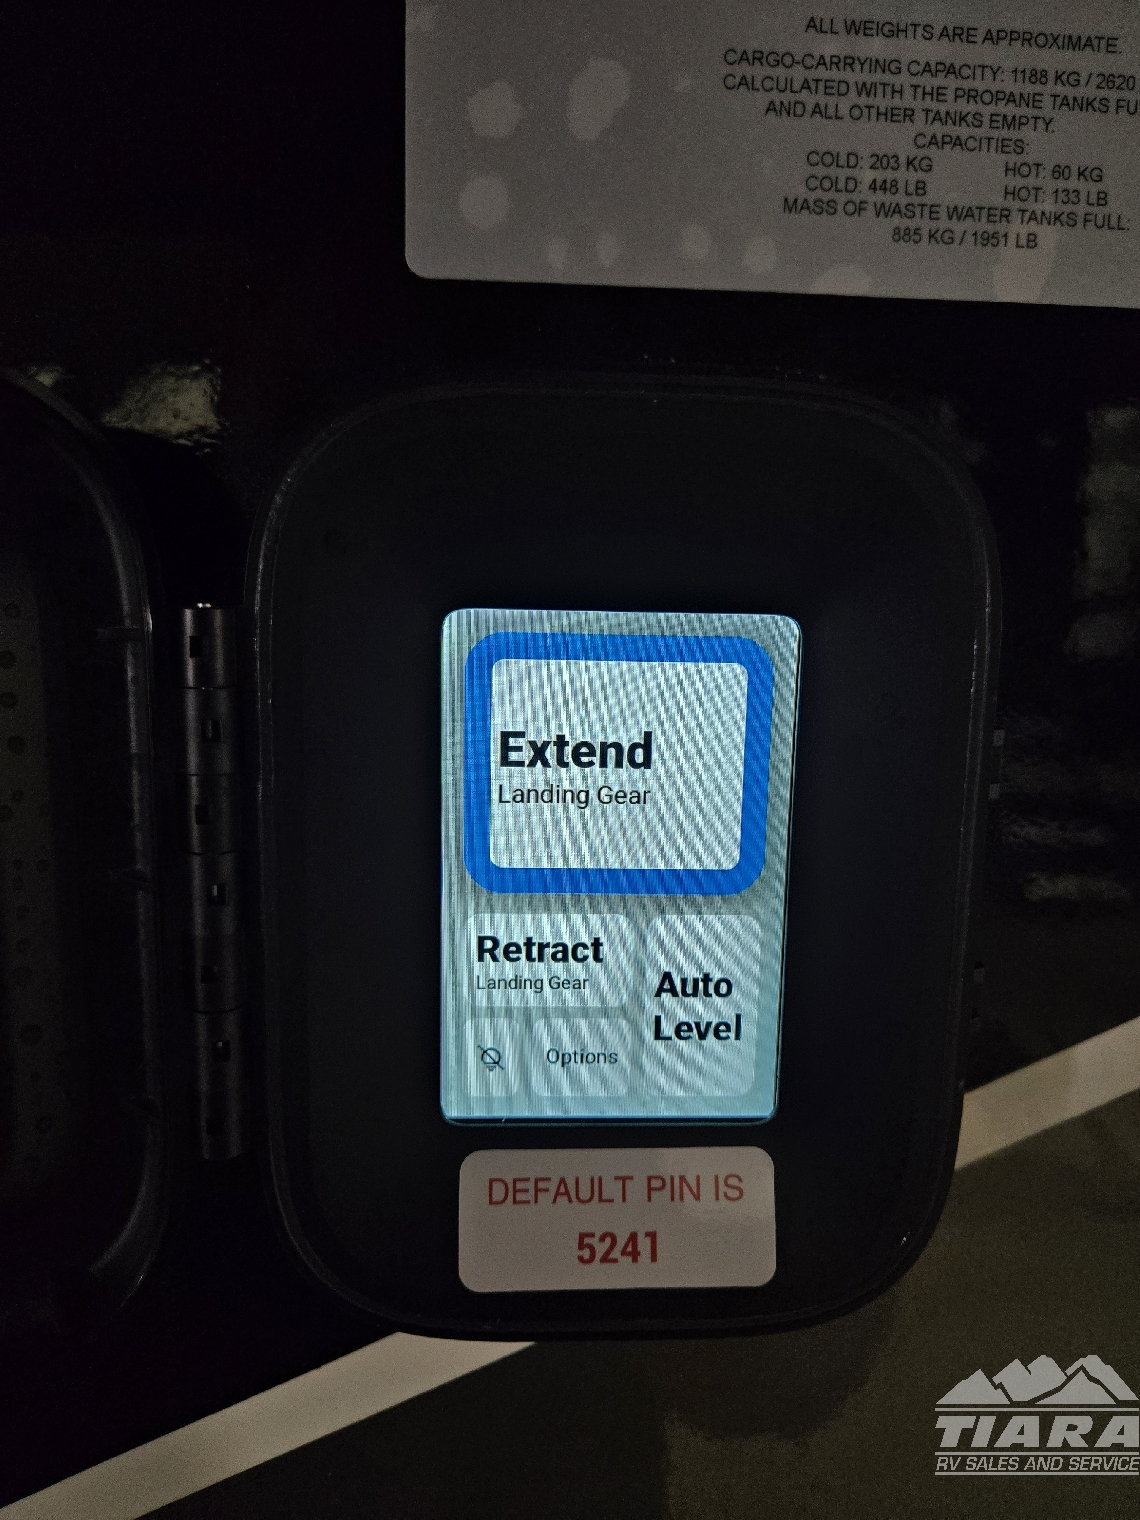 ALL WEIGHTS ARE APPROXIMATE.
CARGO-CARRYING CAPACITY: 1188 KG / 2620
CALCULATED WITH THE PROPANE TANKS FU
AND ALL OTHER TANKS EMPTY.
CAPACITIES:
COLD: 203 KG HOT: 60 KG
COLD: 448 LB HOT: 133 LB
MASS OF WASTE WATER TANKS FULL:
885 KG / 1951 LB
Extend
Landing Gear
Retract
Landing Gear
Auto
Level
Options
DEFAULT PIN IS
5241
TIARA
RV SALES AND SERVICE